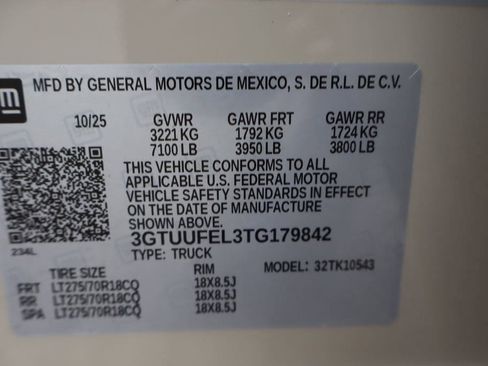 gm
MFD BY GENERAL MOTORS DE MEXICO, S. DE R.L. DE C.V.
10/25 GVWR GAWR FRT GAWR RR
3221 KG 1792 KG 1724 KG
7100 LB 3950 LB 3800 LB
THIS VEHICLE CONFORMS TO ALL
APPLICABLE U.S. FEDERAL MOTOR
VEHICLE SAFETY STANDARDS IN EFFECT
ON THE DATE OF MANUFACTURE
SHOWN ABOVE.
3GTUUFEL3TG179842
234L TYPE: TRUCK MODEL: 32TK10543
TIRE SIZE RIM
FRT LT275/70R18CQ 18X8.5J
RR LT275/70R18CQ 18X8.5J
SPA LT275/70R18CQ 18X8.5J